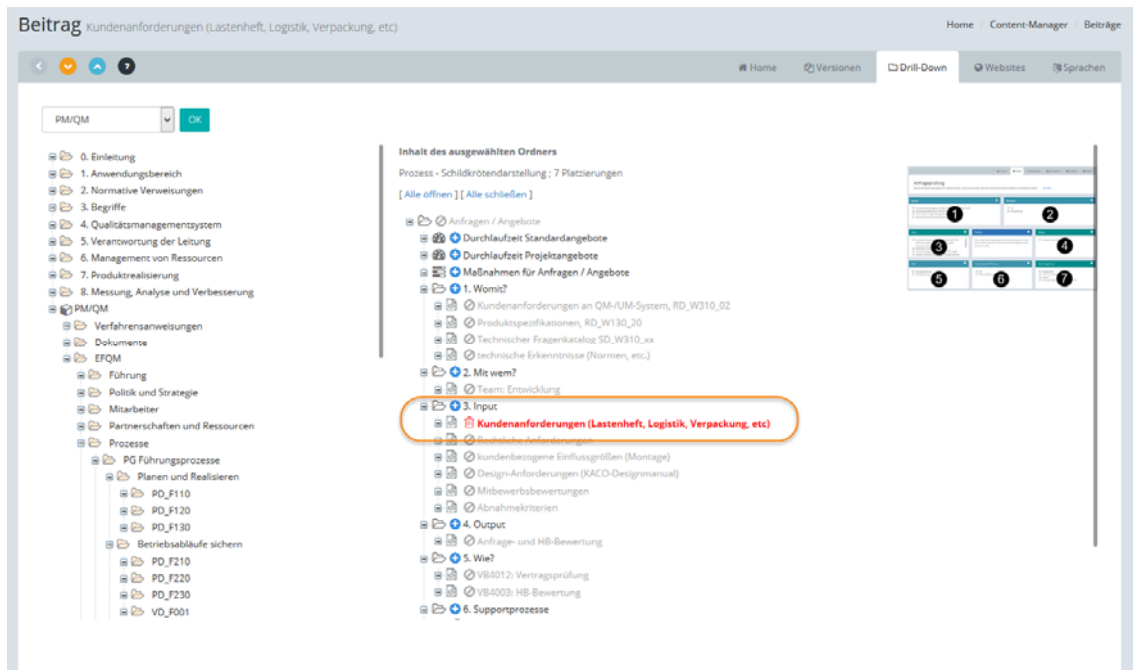 Beitrag Kundenanforderungen (Lastenheft, Logistik, Verpackung, etc)
Home / Content-Manager / Beiträge
?
Home
Versionen
Drill-Down
Websites
Sprachen
PM/QM
OK
0. Einleitung
1. Anwendungsbereich
2. Normative Verweisungen
3. Begriffe
4. Qualitätsmanagementsystem
5. Verantwortung der Leitung
6. Management von Ressourcen
7. Produktrealisierung
8. Messung, Analyse und Verbesserung
PM/QM
Verfahrensanweisungen
Dokumente
EFQM
Führung
Politik und Strategie
Mitarbeiter
Partnerschaften und Ressourcen
Prozesse
PG Führungsprozesse
Planen und Realisieren
PD_F110
PD_F120
PD_F130
Betriebsabläufe sichern
PD_F210
PD_F220
PD_F230
VD_F001
Inhalt des ausgewählten Ordners
Prozess - Schildkrötendarstellung ; 7 Platzierungen
[ Alle öffnen ] [ Alle schließen ]
Anfragen / Angebote
Durchlaufzeit Standardangebote
Durchlaufzeit Projektangebote
Maßnahmen für Anfragen / Angebote
1. Womit?
Kundenanforderungen an QM-/UM-System, RD_W310_02
Produktspezifikationen, RD_W130_20
Technischer Fragenkatalog SD_W310_xx
technische Erkenntnisse (Normen, etc.)
2. Mit wem?
Team: Entwicklung
3. Input
Kundenanforderungen (Lastenheft, Logistik, Verpackung, etc)
Rechtliche Anforderungen
kundenbezogene Einflussgrößen (Montage)
Design-Anforderungen (KACO-Designmanual)
Mitbewerbsbewertungen
Abnahmekriterien
4. Output
Anfrage- und HB-Bewertung
5. Wie?
VB4012: Vertragsprüfung
VB4003: HB-Bewertung
6. Supportprozesse
Anfrageprüfung
1
2
3
4
5
6
7